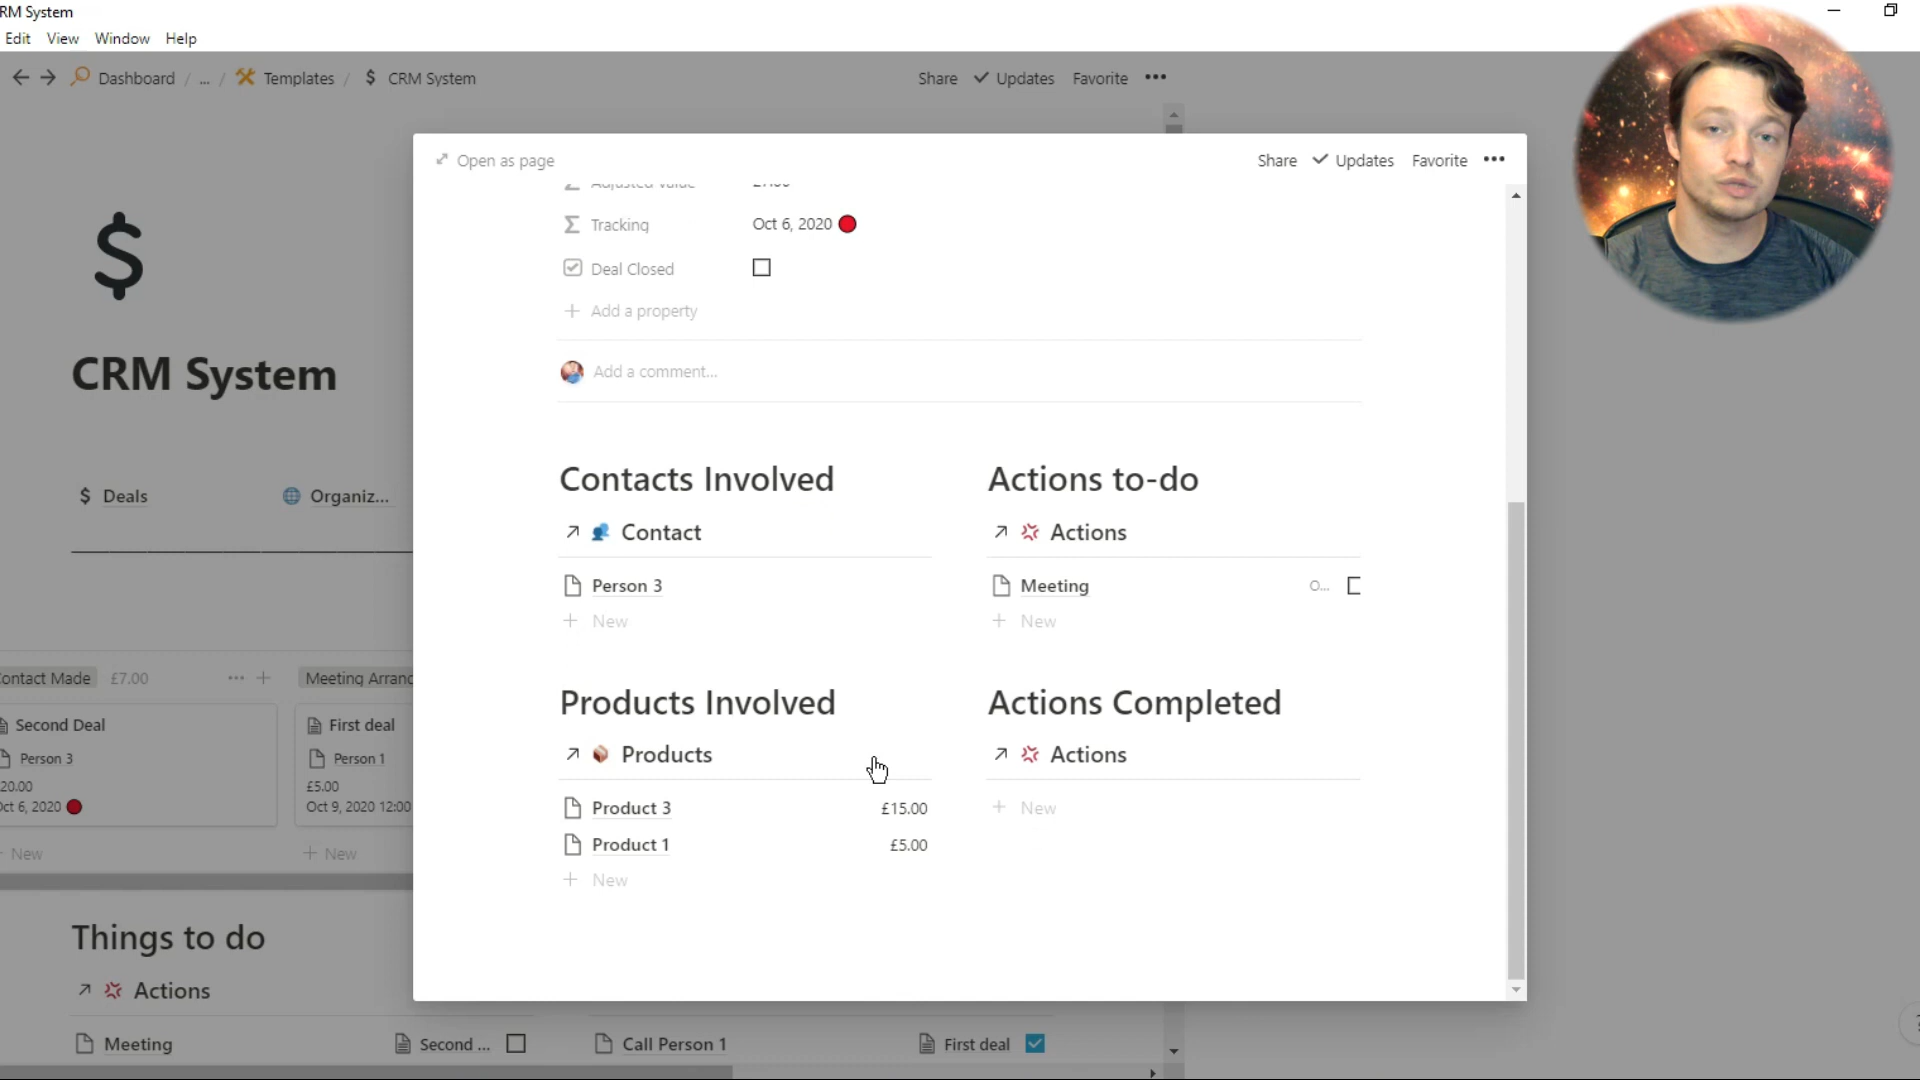 RM System
Edit View Window Help
Dashboard / ... / Templates / $ CRM System
Share Updates Favorite
Open as page
Share Updates Favorite
Adjusted Value
Tracking Oct 6, 2020
Deal Closed
Add a property
Add a comment...
$
CRM System
$ Deals Organiz...
Contacts Involved
Contact
Person 3
New
Actions to-do
Actions
Meeting O...
New
Products Involved
Products
Product 3 £15.00
Product 1 £5.00
New
Actions Completed
Actions
New
ontact Made £7.00
Second Deal
Person 3
20.00
ct 6, 2020
New
Meeting Arran
First deal
Person 1
£5.00
Oct 9, 2020 12:00
New
Things to do
Actions
Meeting Second ...
Call Person 1 First deal
?